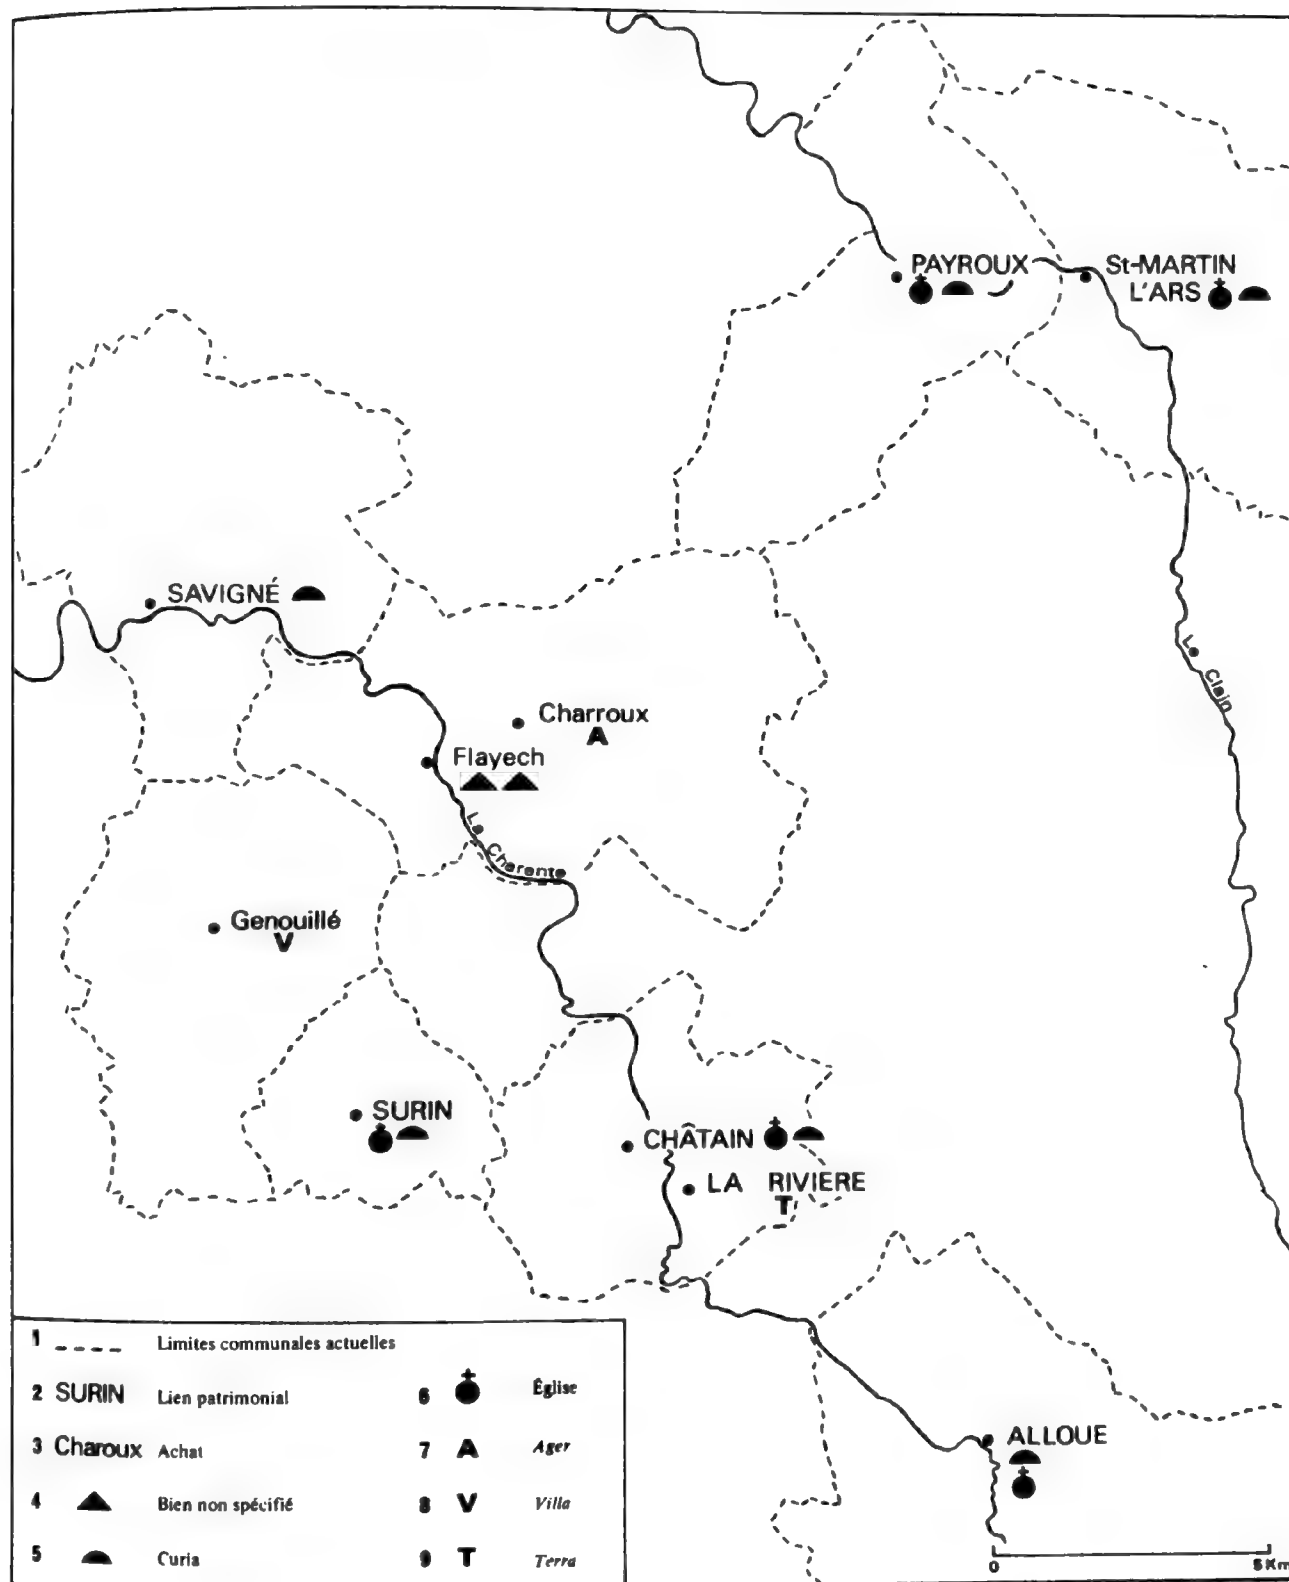 PAYROUX
St-MARTIN
L'ARS
SAVIGNÉ
Le Clain
Charroux
A
Flayech
La Charente
Genouillé
V
SURIN
CHÂTAIN
LA RIVIERE
T
ALLOUE
0 5 Km
1 Limites communales actuelles
2 SURIN Lien patrimonial
3 Charoux Achat
4 Bien non spécifié
5 Curia
6 Église
7 A Ager
8 V Villa
9 T Terra